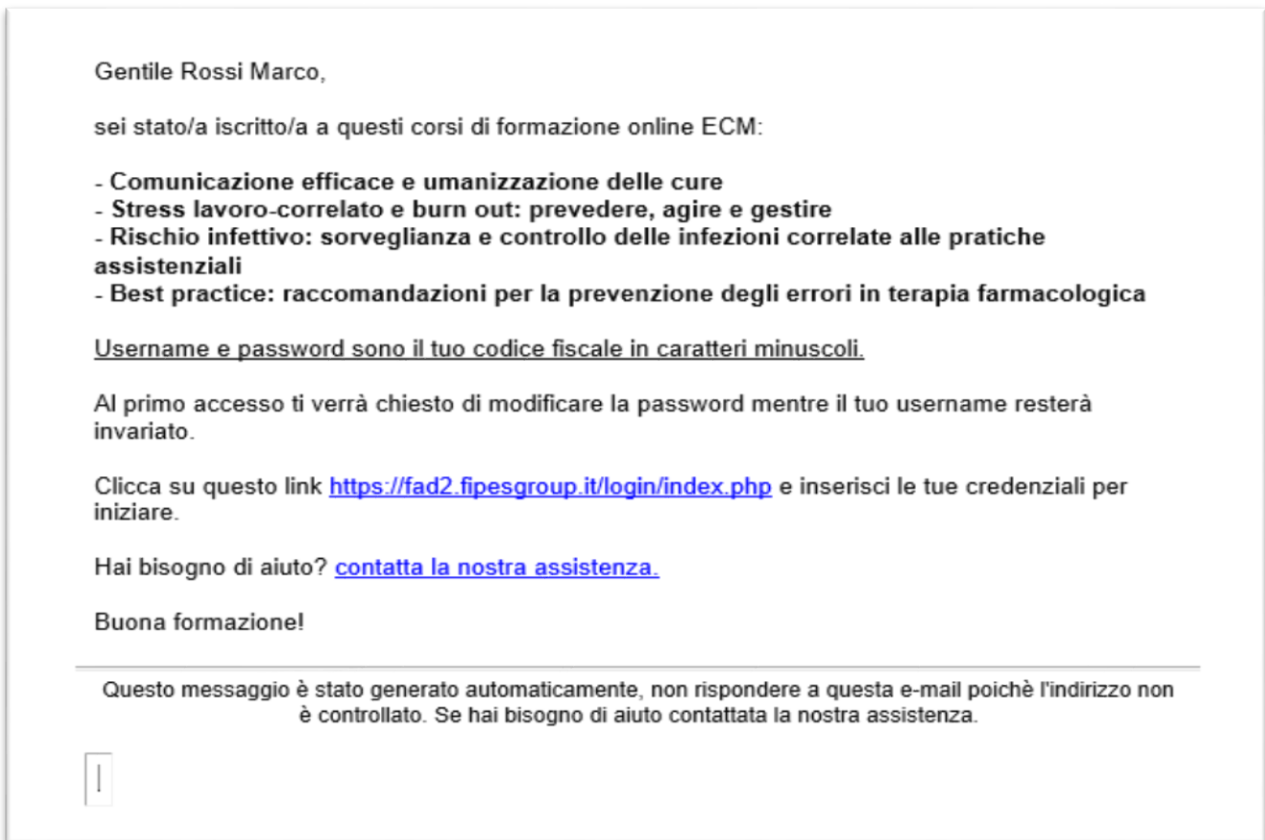 Gentile Rossi Marco,
sei stato/a iscritto/a a questi corsi di formazione online ECM:
- Comunicazione efficace e umanizzazione delle cure
- Stress lavoro-correlato e burn out: prevedere, agire e gestire
- Rischio infettivo: sorveglianza e controllo delle infezioni correlate alle pratiche
assistenziali
- Best practice: raccomandazioni per la prevenzione degli errori in terapia farmacologica
Username e password sono il tuo codice fiscale in caratteri minuscoli.
Al primo accesso ti verrà chiesto di modificare la password mentre il tuo username resterà
invariato.
Clicca su questo link https://fad2.fipesgroup.it/login/index.php e inserisci le tue credenziali per
iniziare.
Hai bisogno di aiuto? contatta la nostra assistenza.
Buona formazione!
Questo messaggio è stato generato automaticamente, non rispondere a questa e-mail poichè l'indirizzo non
è controllato. Se hai bisogno di aiuto contattata la nostra assistenza.